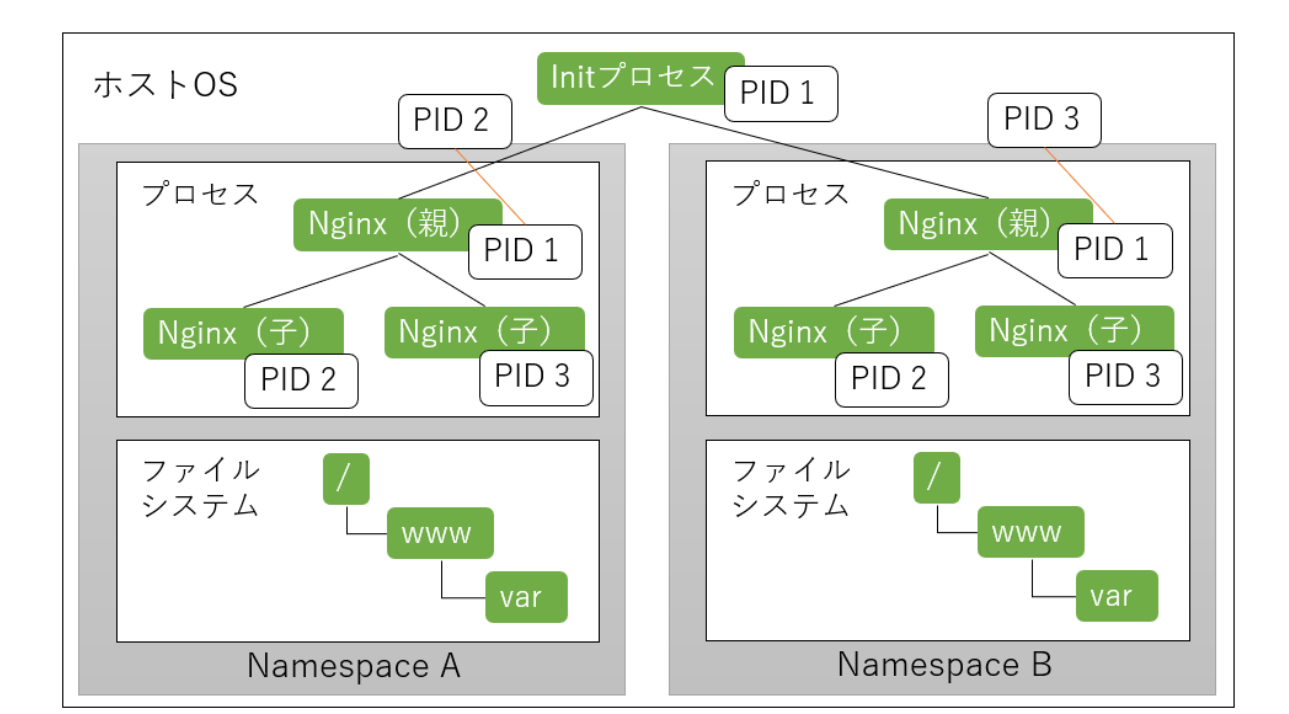 ホストOS
Initプロセス
PID 1
PID 2
PID 3
プロセス
Nginx（親）
PID 1
Nginx（子）
PID 2
Nginx（子）
PID 3
ファイル
システム
/
www
var
Namespace A
プロセス
Nginx（親）
PID 1
Nginx（子）
PID 2
Nginx（子）
PID 3
ファイル
システム
/
www
var
Namespace B